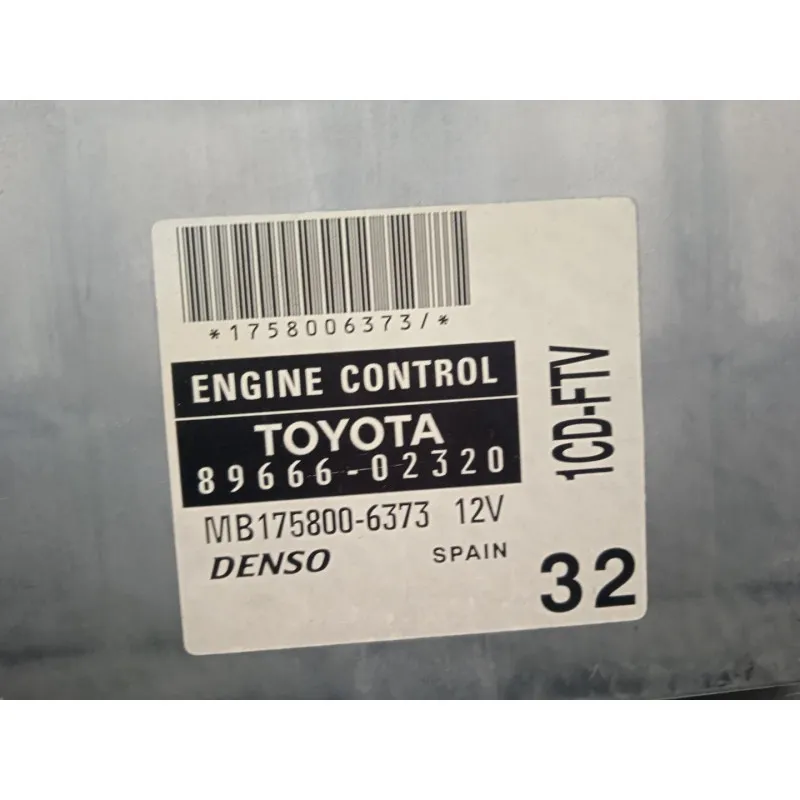 *1758006373/*
ENGINE CONTROL
TOYOTA
89666-02320
MB175800-6373 12V
DENSO SPAIN
1CD-FTV
32